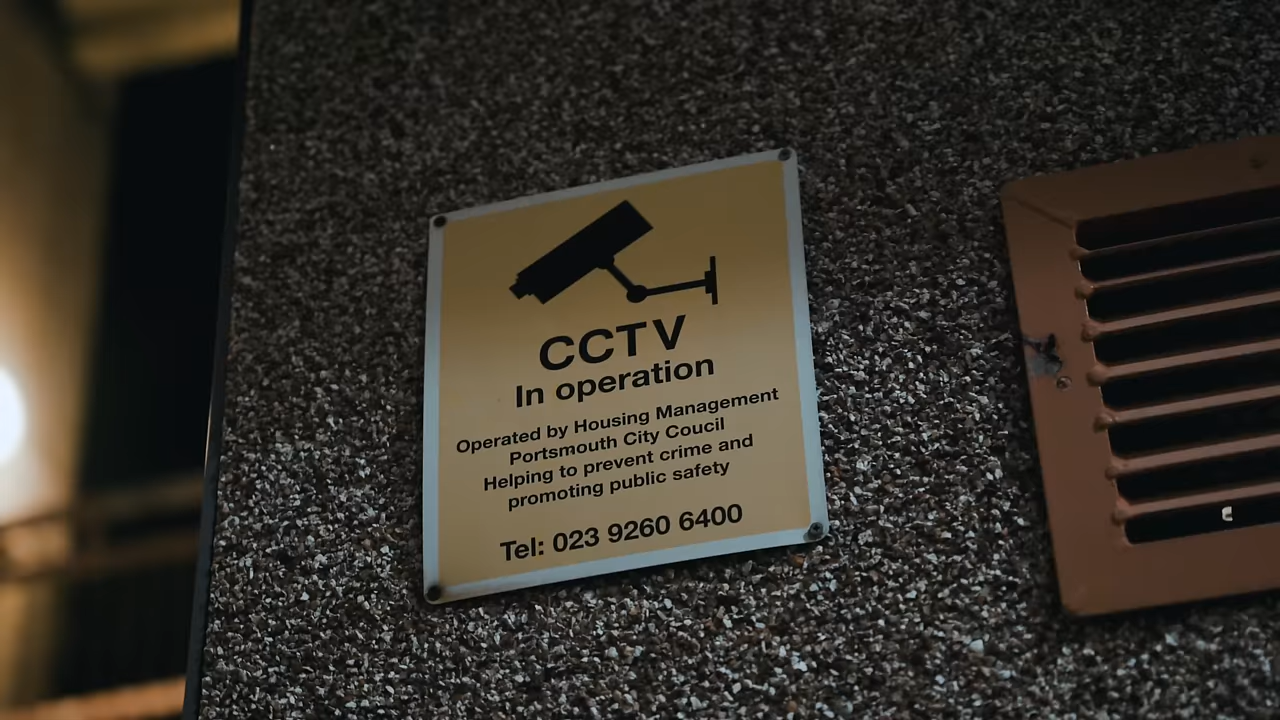 CCTV
In operation
Operated by Housing Management
Portsmouth City Coucil
Helping to prevent crime and
promoting public safety
Tel: 023 9260 6400